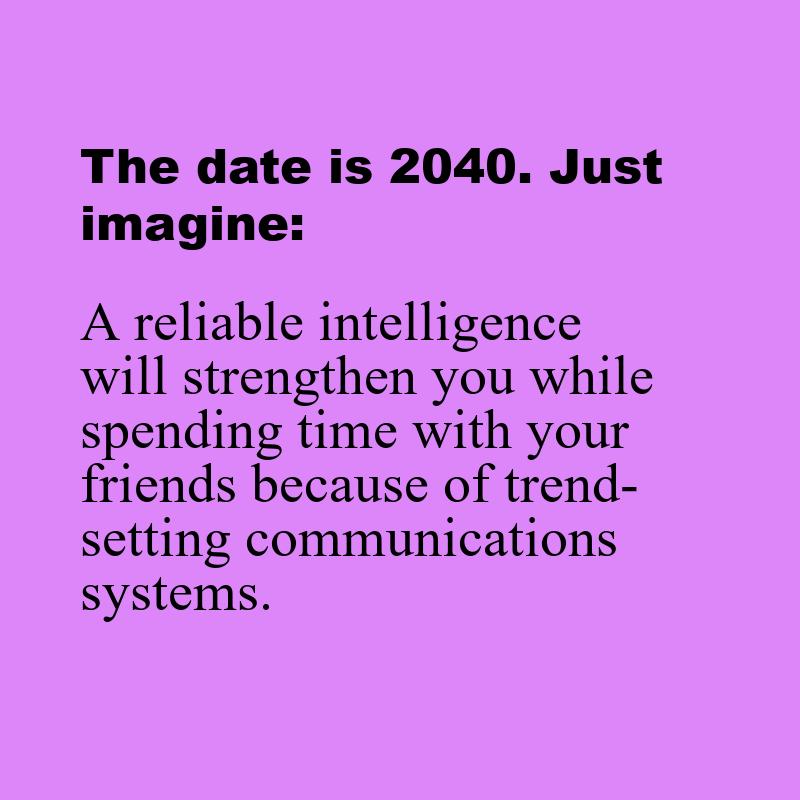 The date is 2040. Just
imagine:
A reliable intelligence
will strengthen you while
spending time with your
friends because of trend-
setting communications
systems.